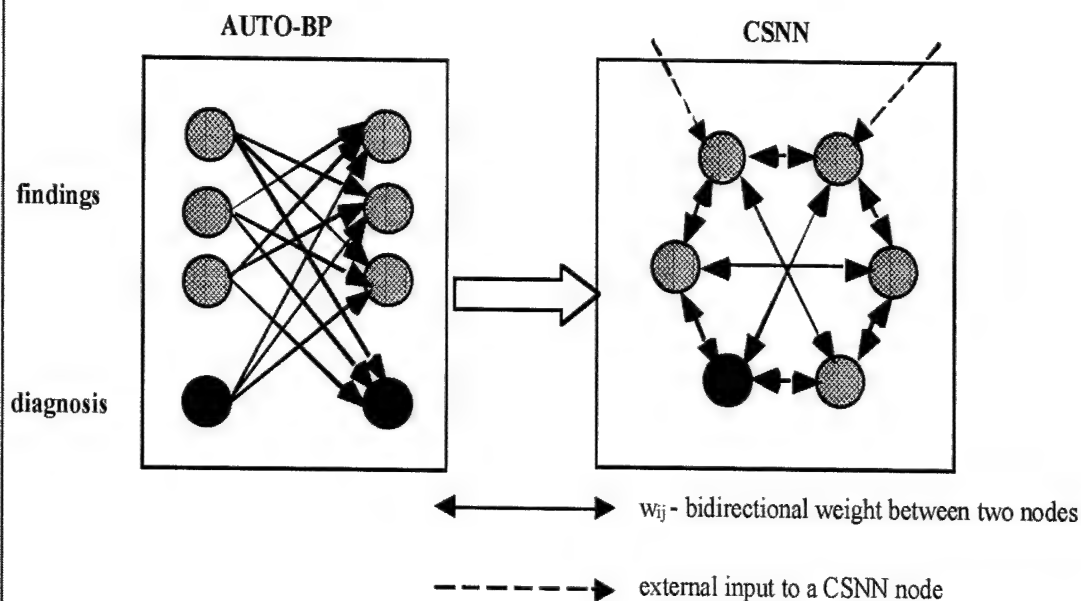 AUTO-BP
CSNN
findings
diagnosis
wij - bidirectional weight between two nodes
external input to a CSNN node